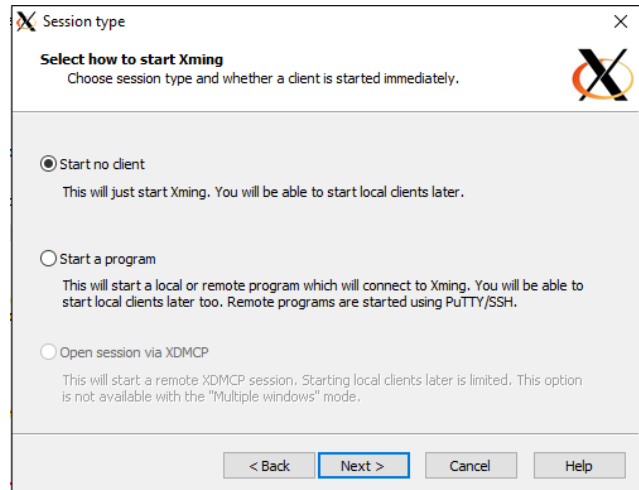 Session type
Select how to start Xming
Choose session type and whether a client is started immediately.
Start no client
This will just start Xming. You will be able to start local clients later.
Start a program
This will start a local or remote program which will connect to Xming. You will be able to
start local clients later too. Remote programs are started using PuTTY/SSH.
Open session via XDMCP
This will start a remote XDMCP session. Starting local clients later is limited. This option
is not available with the "Multiple windows" mode.
< Back Next > Cancel Help